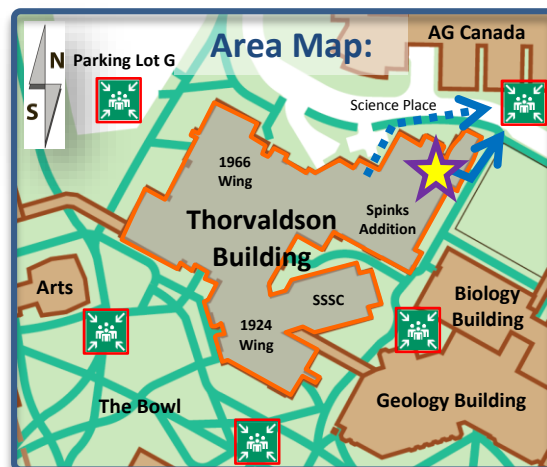 Area Map:
AG Canada
N
S
Parking Lot G
Science Place
1966
Wing
Thorvaldson
Building
Spinks
Addition
SSSC
1924
Wing
Arts
Biology
Building
The Bowl
Geology Building